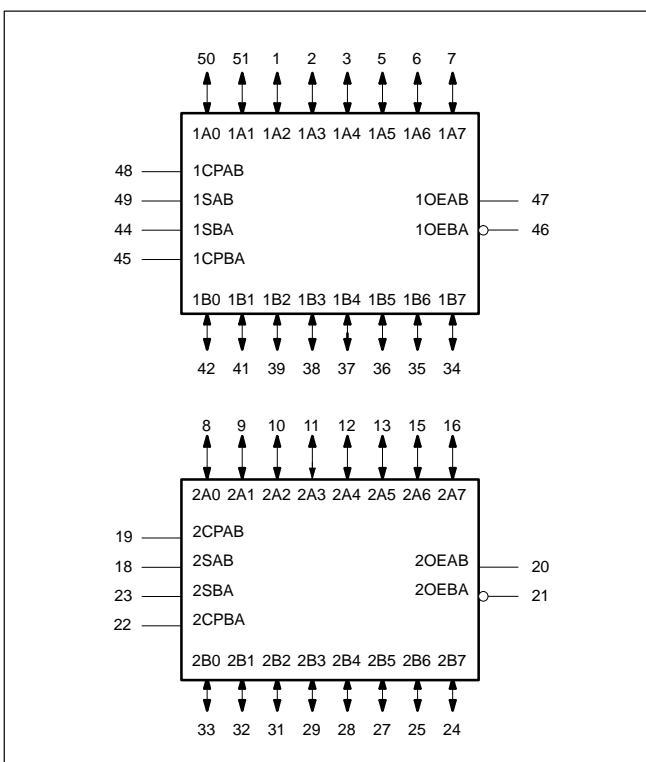 50 51 1 2 3 5 6 7
1A0 1A1 1A2 1A3 1A4 1A5 1A6 1A7
48 1CPAB
49 1SAB 1OEAB 47
44 1SBA 1OEBA 46
45 1CPBA
1B0 1B1 1B2 1B3 1B4 1B5 1B6 1B7
42 41 39 38 37 36 35 34
8 9 10 11 12 13 15 16
2A0 2A1 2A2 2A3 2A4 2A5 2A6 2A7
19 2CPAB
18 2SAB 2OEAB 20
23 2SBA 2OEBA 21
22 2CPBA
2B0 2B1 2B2 2B3 2B4 2B5 2B6 2B7
33 32 31 29 28 27 25 24